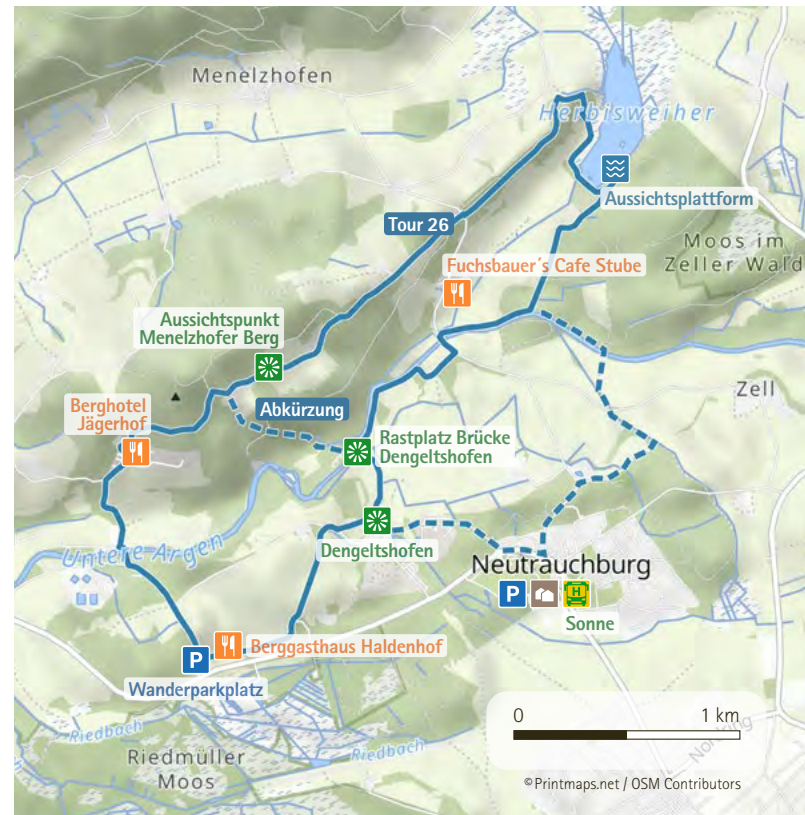 Menelzhofen
Herbisweiher
Aussichtsplattform
Tour 26
Moos im
Zeller Wald
Fuchsbauer´s Cafe Stube
Aussichtspunkt
Menelzhofer Berg
Zell
Berghotel
Jägerhof
Abkürzung
Rastplatz Brücke
Dengeltshofen
Dengeltshofen
Untere Argen
Neutrauchburg
P
H
Sonne
Berggasthaus Haldenhof
P
Wanderparkplatz
Riedbach
Riedbach
Riedmüller
Moos
0
1 km
Nordring
©Printmaps.net / OSM Contributors